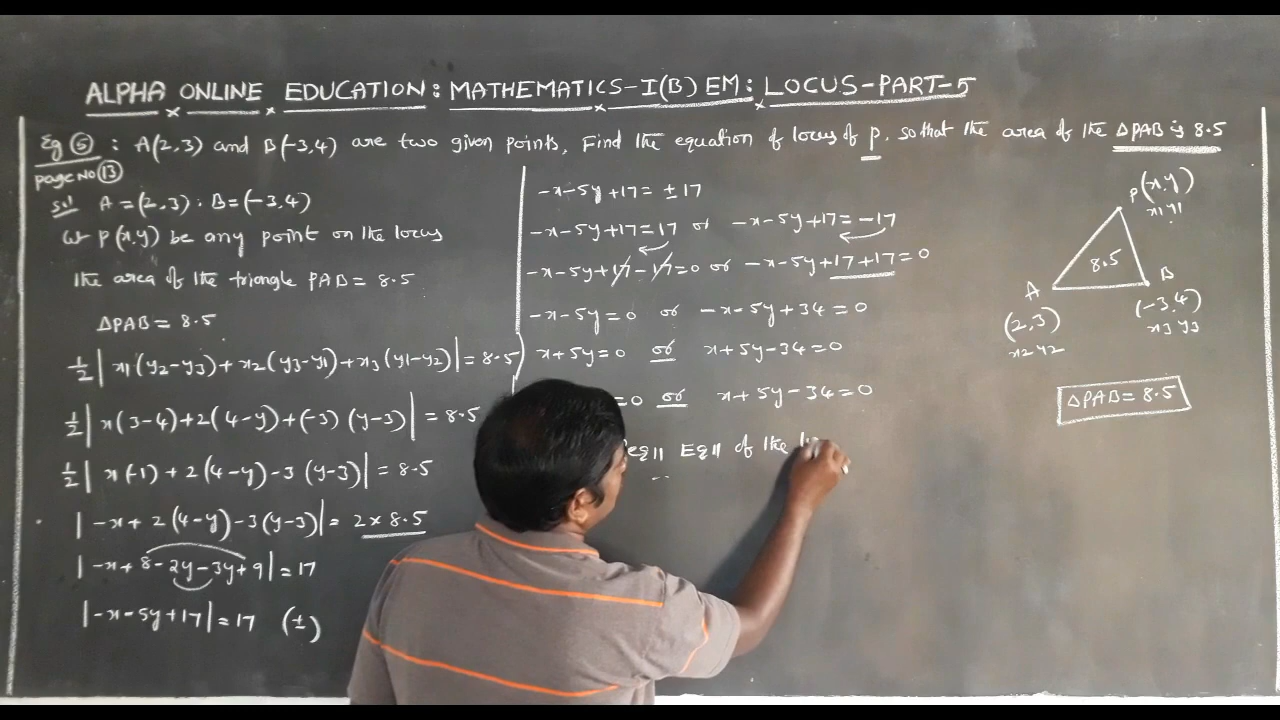 ALPHA ONLINE EDUCATION: MATHEMATICS-I(B) EM: LOCUS-PART-5
Eg ⑤ : A(2,3) and B(-3,4) are two given points, Find the equation of locus of P. so that the area of the ΔPAB is 8.5
page No ⑬
sol A = (2,3) . B = (-3,4)
let P(x,y) be any point on the locus
the area of the triangle PAB = 8.5
ΔPAB = 8.5
1/2 | x1(y2-y3) + x2(y3-y1) + x3(y1-y2) | = 8.5
1/2 | x(3-4) + 2(4-y) + (-3)(y-3) | = 8.5
1/2 | x(-1) + 2(4-y) - 3(y-3) | = 8.5
| -x + 2(4-y) - 3(y-3) | = 2 × 8.5
| -x + 8 - 2y - 3y + 9 | = 17
| -x - 5y + 17 | = 17 (±)
-x - 5y + 17 = ± 17
-x - 5y + 17 = 17 or -x - 5y + 17 = -17
-x - 5y + 17 - 17 = 0 or -x - 5y + 17 + 17 = 0
-x - 5y = 0 or -x - 5y + 34 = 0
x + 5y = 0 or x + 5y - 34 = 0
= 0 or x + 5y - 34 = 0
Eq of the
P(x,y)
x1 y1
8.5
A
B
(2,3)
x2 y2
(-3,4)
x3 y3
ΔPAB = 8.5